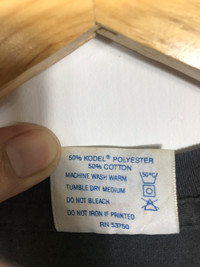 50% KODEL® POLYESTER
50% COTTON
MACHINE WASH WARM
TUMBLE DRY MEDIUM
DO NOT BLEACH
DO NOT IRON IF PRINTED
RN 53750
50°C